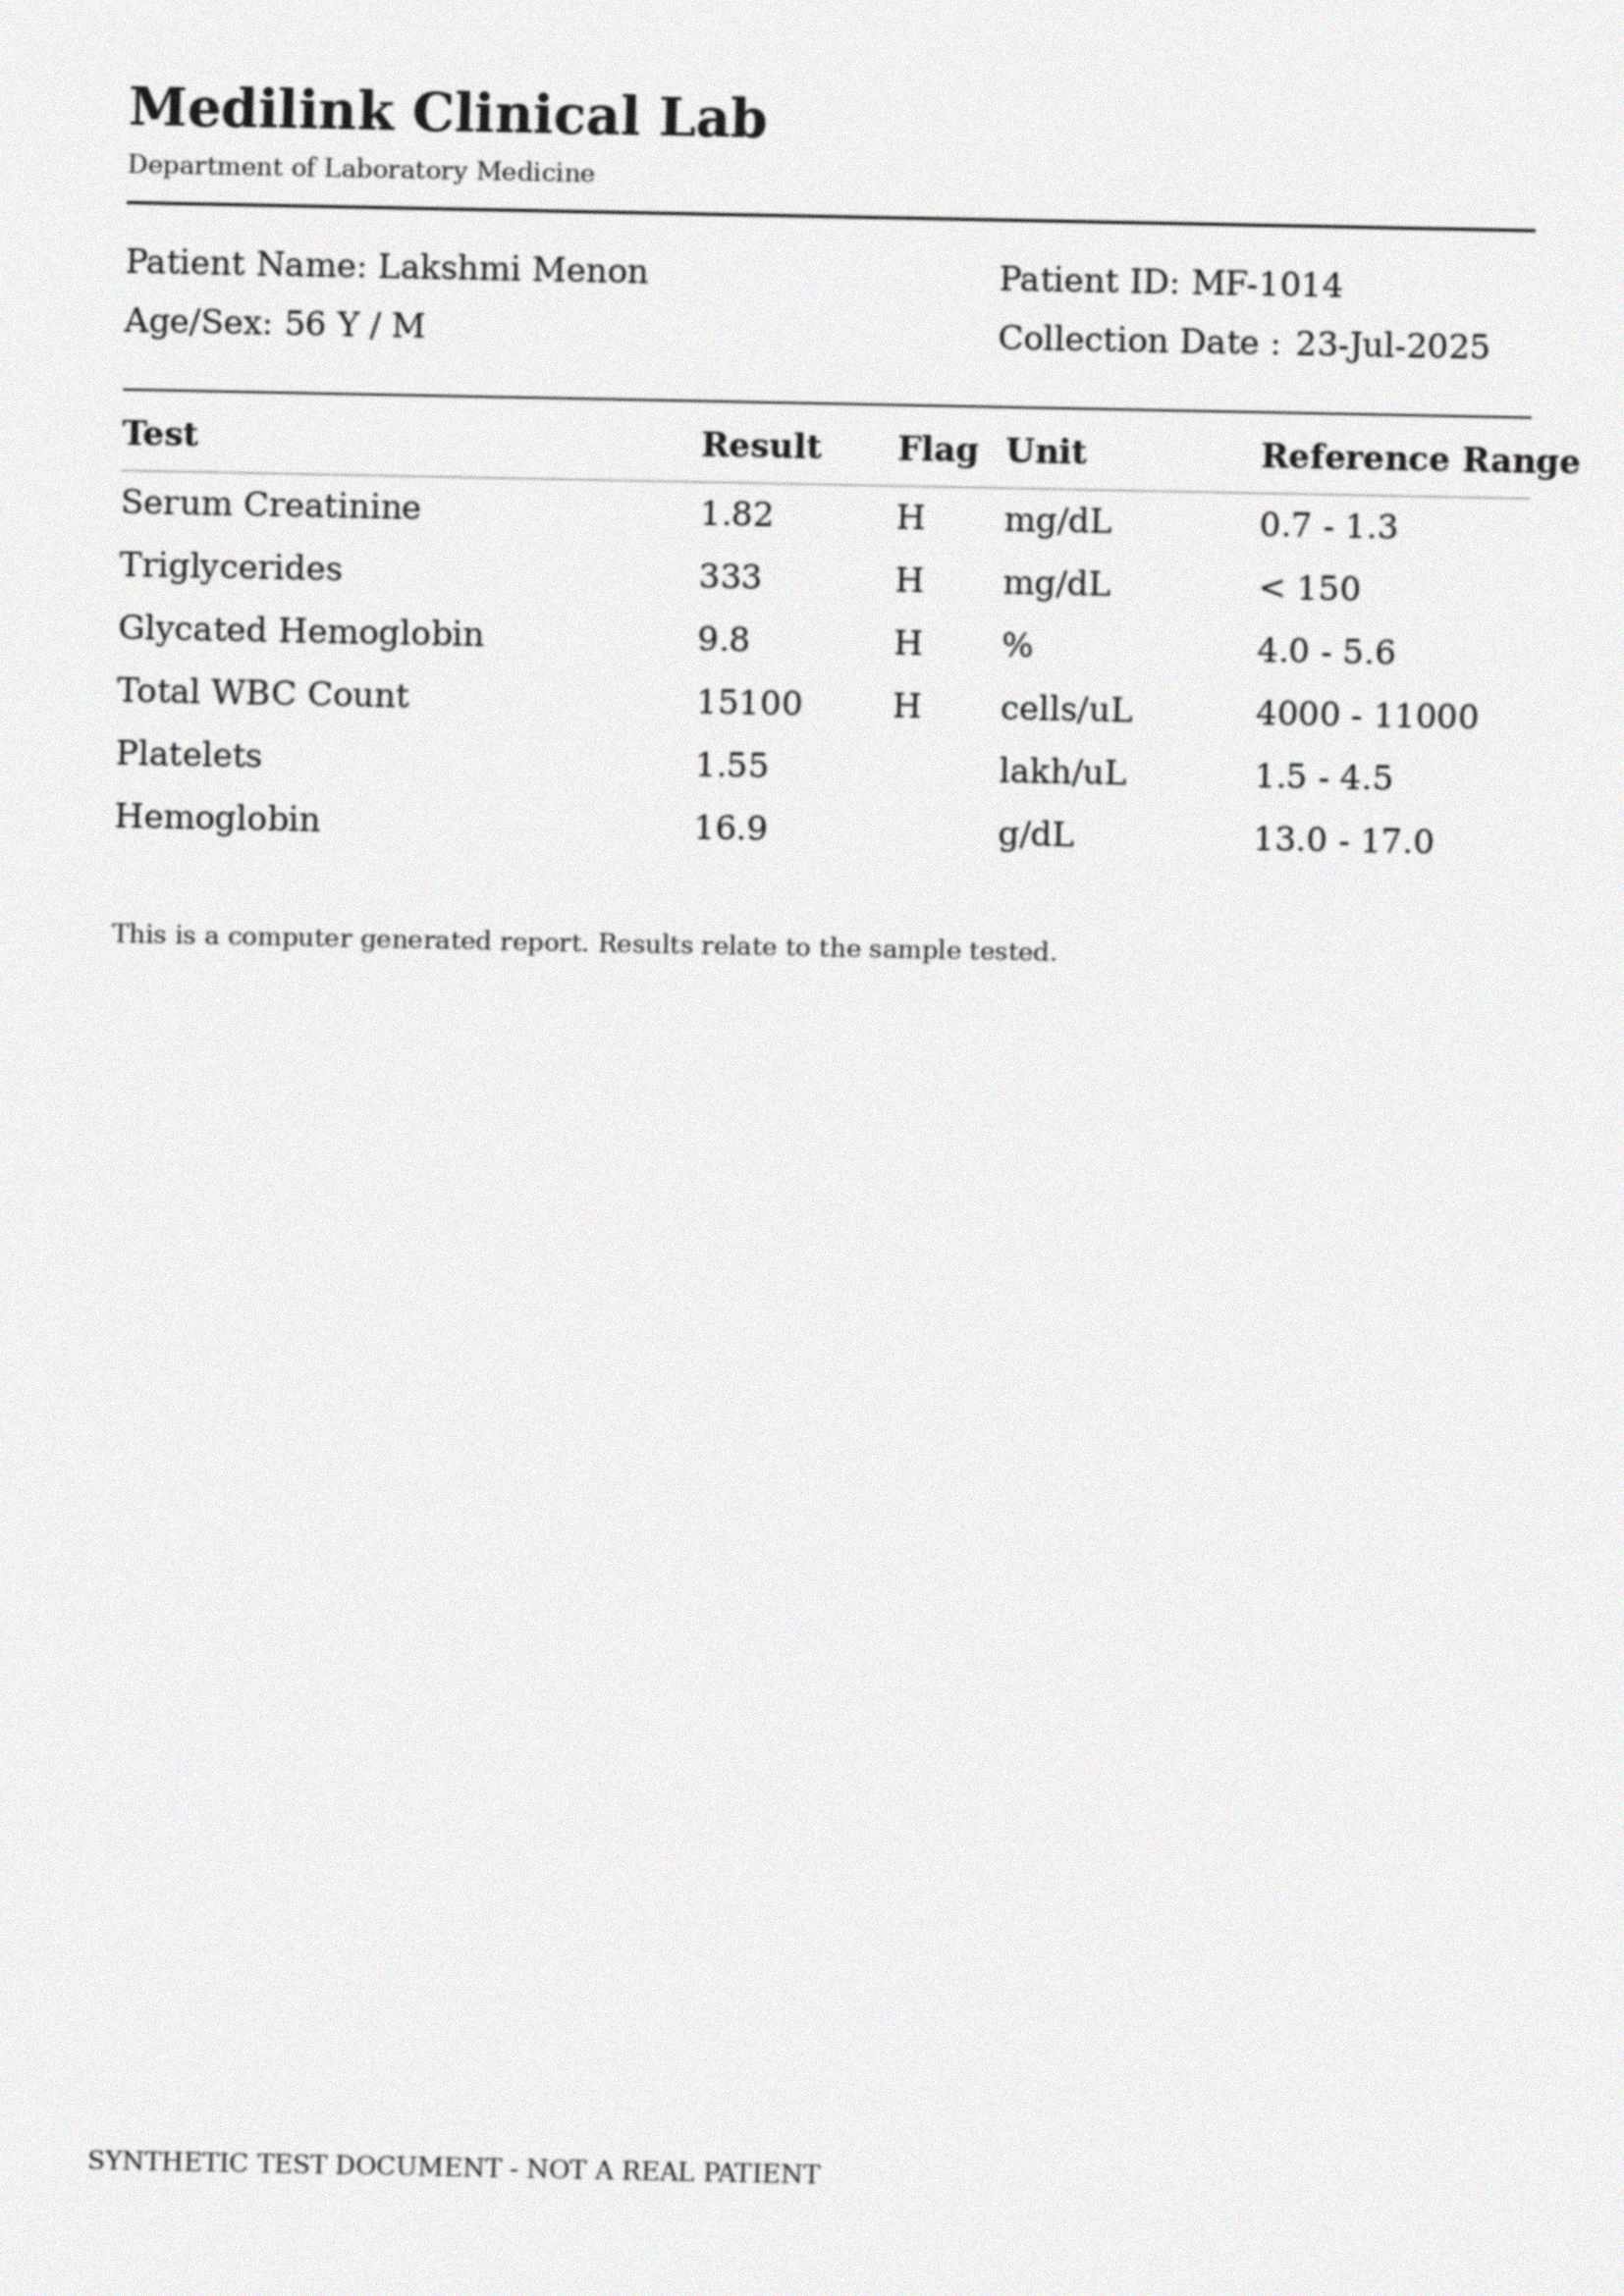 Medilink Clinical Lab
Department of Laboratory Medicine
Patient Name: Lakshmi Menon Patient ID: MF-1014
Age/Sex: 56 Y / M Collection Date : 23-Jul-2025
Test Result Flag Unit Reference Range
Serum Creatinine 1.82 H mg/dL 0.7 - 1.3
Triglycerides 333 H mg/dL < 150
Glycated Hemoglobin 9.8 H % 4.0 - 5.6
Total WBC Count 15100 H cells/uL 4000 - 11000
Platelets 1.55 lakh/uL 1.5 - 4.5
Hemoglobin 16.9 g/dL 13.0 - 17.0
This is a computer generated report. Results relate to the sample tested.
SYNTHETIC TEST DOCUMENT - NOT A REAL PATIENT